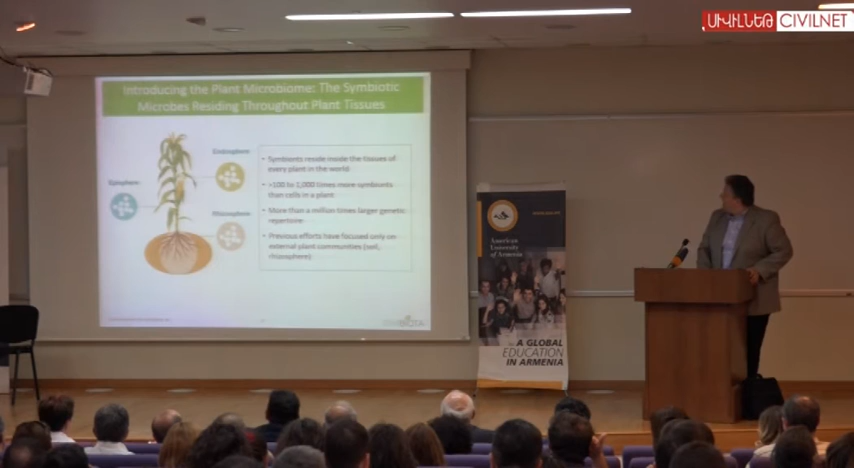 ՍԻՎԻԼՆԵԹ CIVILNET
Introducing the Plant Microbiome: The Symbiotic
Microbes Residing Throughout Plant Tissues
Endosphere
Episphere
Rhizosphere
• Symbionts reside inside the tissues of
every plant in the world
• >100 to 1,000 times more symbionts
than cells in a plant
• More than a million times larger genetic
repertoire
• Previous efforts have focused only on
external plant communities (soil,
rhizosphere)
American
University
of Armenia
A GLOBAL
EDUCATION
IN ARMENIA